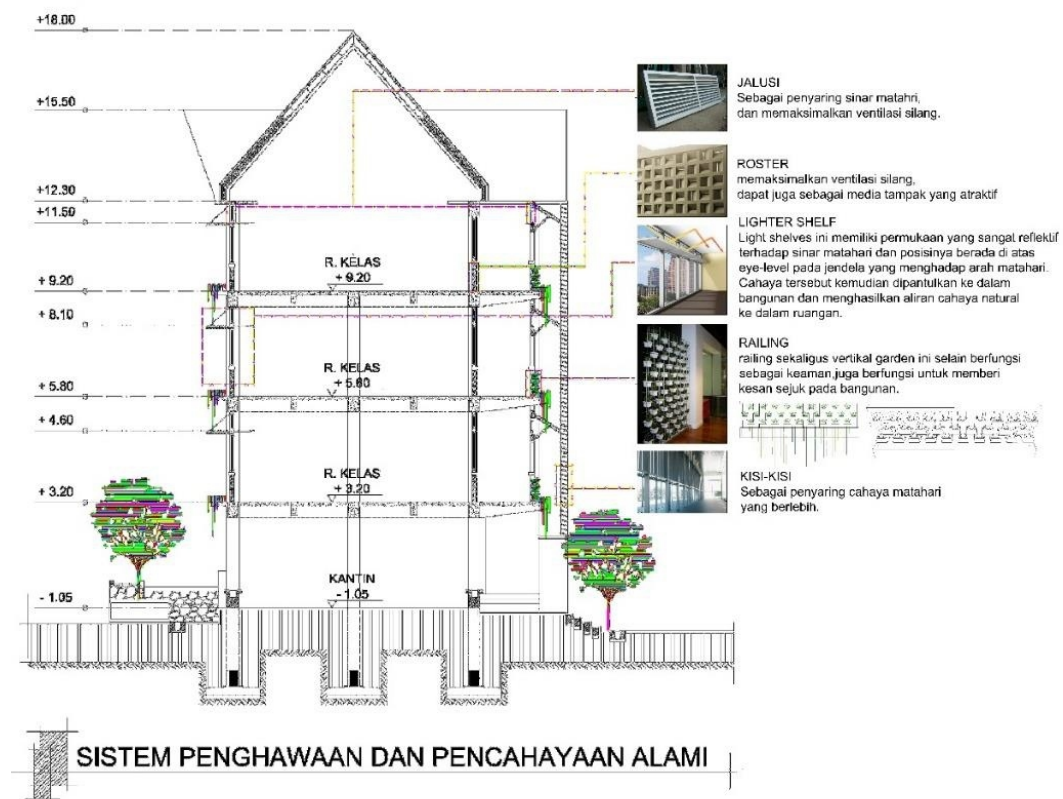 +18.00
+15.50
+12.30
+11.50
+9.20
+ 8.10
+ 5.80
+ 4.60
+ 3.20
- 1.05
R. KELAS
+ 9.20
R. KELAS
+ 5.80
R. KELAS
+ 3.20
KANTIN
- 1.05
JALUSI
Sebagai penyaring sinar matahri,
dan memaksimalkan ventilasi silang.
ROSTER
memaksimalkan ventilasi silang,
dapat juga sebagai media tampak yang atraktif
LIGHTER SHELF
Light shelves ini memiliki permukaan yang sangat reflektif
terhadap sinar matahari dan posisinya berada di atas
eye-level pada jendela yang menghadap arah matahari.
Cahaya tersebut kemudian dipantulkan ke dalam
bangunan dan menghasilkan aliran cahaya natural
ke dalam ruangan.
RAILING
railing sekaligus vertikal garden ini selain berfungsi
sebagai keaman,juga berfungsi untuk memberi
kesan sejuk pada bangunan.
KISI-KISI
Sebagai penyaring cahaya matahari
yang berlebih.
SISTEM PENGHAWAAN DAN PENCAHAYAAN ALAMI